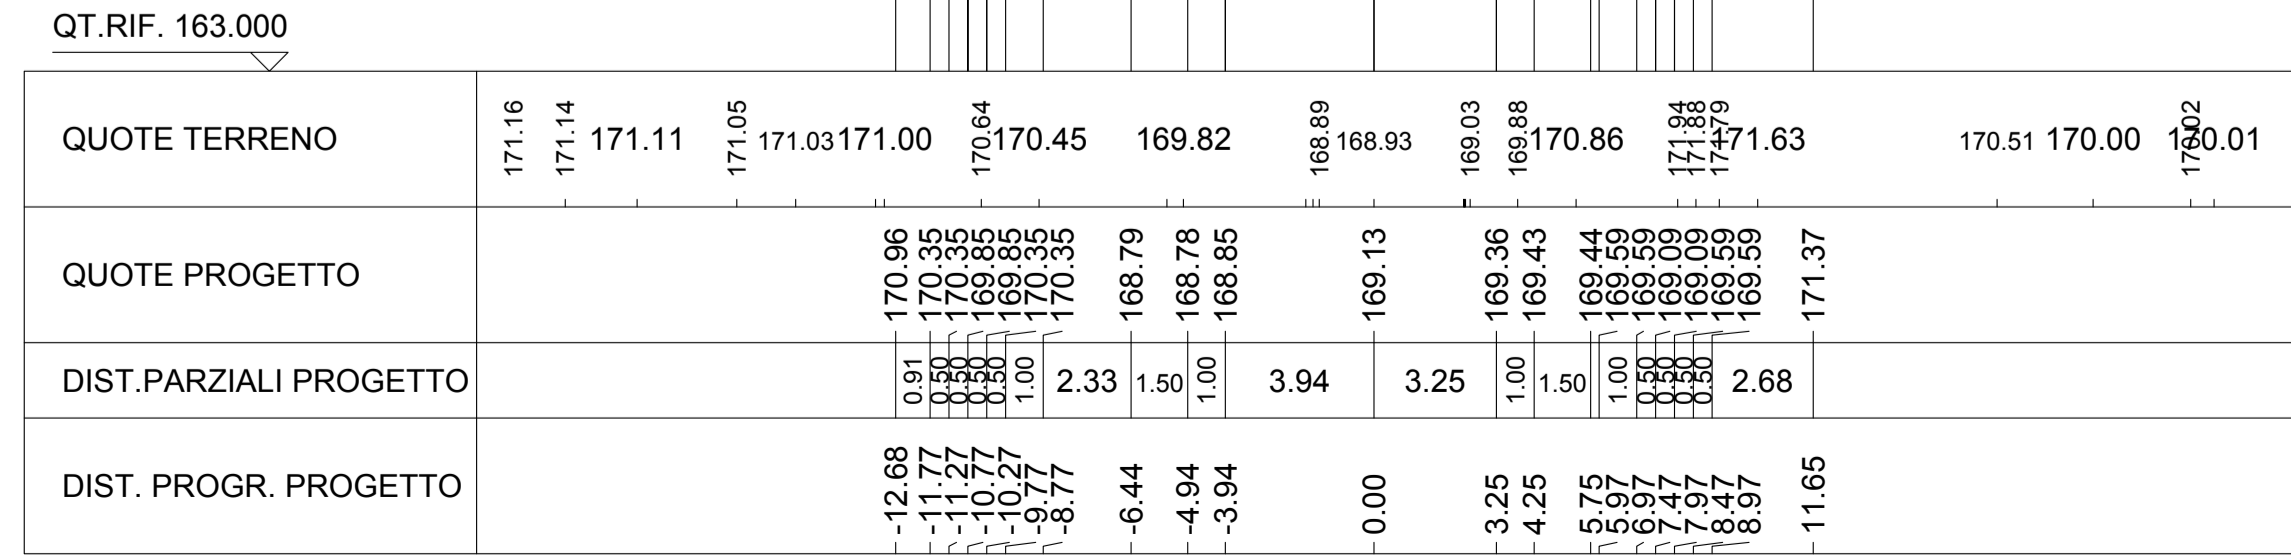 QT.RIF. 163.000
QUOTE TERRENO 171.16 171.14 171.11 171.05 171.03 171.00 170.64 170.45 169.82 168.89 168.93 169.03 169.88 170.86 171.94 171.88 171.79 171.63 170.51 170.00 170.02 170.01
QUOTE PROGETTO 170.96 170.35 170.35 169.85 169.85 170.35 170.35 168.79 168.78 168.85 169.13 169.36 169.43 169.44 169.59 169.59 169.09 169.09 169.59 169.59 171.37
DIST.PARZIALI PROGETTO 0.91 0.50 0.50 0.50 0.50 1.00 2.33 1.50 1.00 3.94 3.25 1.00 1.50 1.00 0.50 0.50 0.50 0.50 2.68
DIST. PROGR. PROGETTO -12.68 -11.77 -11.27 -10.77 -10.27 -9.77 -8.77 -6.44 -4.94 -3.94 0.00 3.25 4.25 5.75 5.97 6.97 7.47 7.97 8.47 8.97 11.65